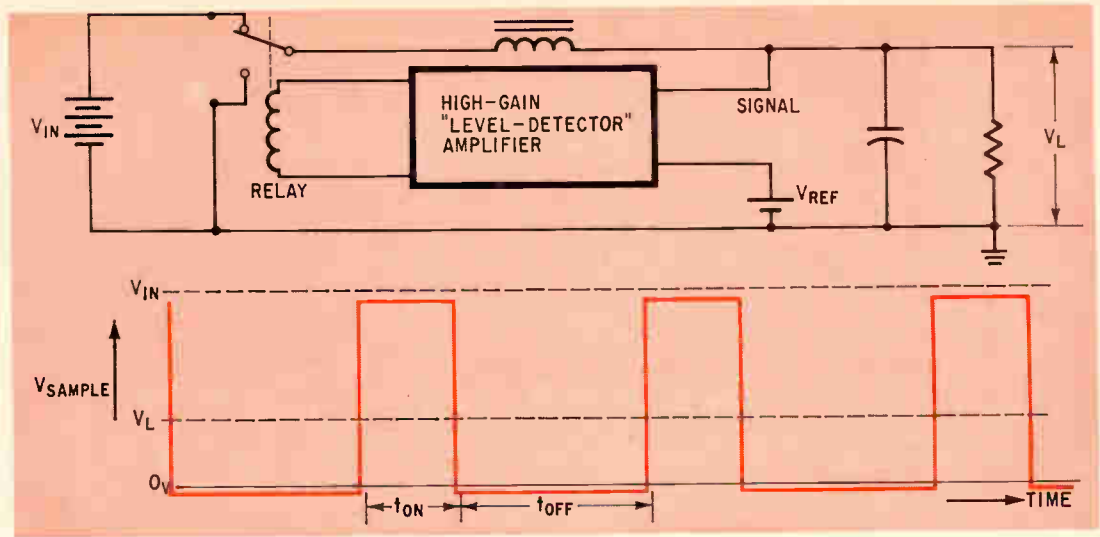 HIGH-GAIN
"LEVEL-DETECTOR"
AMPLIFIER
SIGNAL
VIN
VL
RELAY
VREF
VIN
VSAMPLE
VL
0V
tON
tOFF
TIME